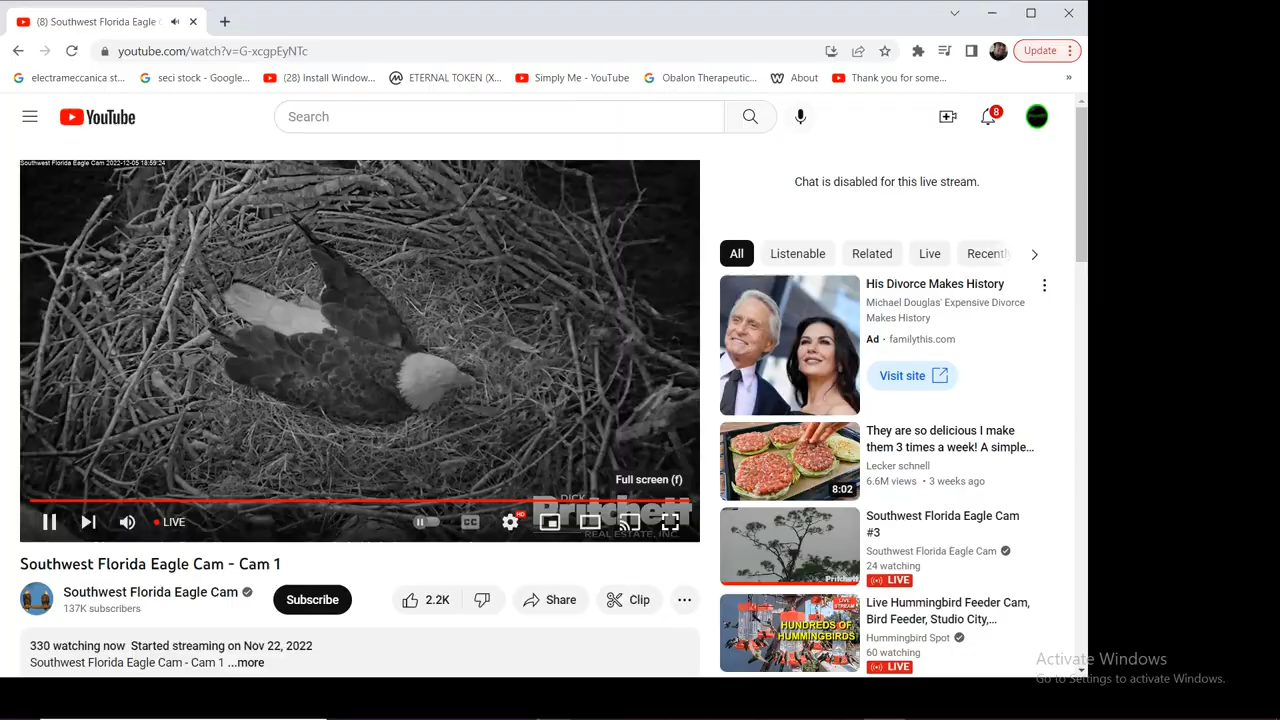 (8) Southwest Florida Eagle C
youtube.com/watch?v=G-xcgpEyNTc
Update
electrameccanica st...
seci stock - Google...
(28) Install Window...
ETERNAL TOKEN (X...
Simply Me - YouTube
Obalon Therapeutic...
About
Thank you for some...
»
YouTube
Search
8
Southwest Florida Eagle Cam 2022-12-05 18:59:24
Full screen (f)
DICK
Pritchett
REAL ESTATE, INC.
LIVE
CC
HD
Southwest Florida Eagle Cam - Cam 1
Southwest Florida Eagle Cam
137K subscribers
Subscribe
2.2K
Share
Clip
330 watching now Started streaming on Nov 22, 2022
Southwest Florida Eagle Cam - Cam 1 ...more
Chat is disabled for this live stream.
All
Listenable
Related
Live
Recently
His Divorce Makes History
Michael Douglas' Expensive Divorce
Makes History
Ad · familythis.com
Visit site
They are so delicious I make
them 3 times a week! A simple...
Lecker schnell
6.6M views • 3 weeks ago
8:02
Southwest Florida Eagle Cam
#3
Southwest Florida Eagle Cam
24 watching
LIVE
Pritchett
Live Hummingbird Feeder Cam,
Bird Feeder, Studio City,...
Hummingbird Spot
60 watching
LIVE
LIVE
STREAM
HUNDREDS OF
HUMMINGBIRDS
Activate Windows
Go to Settings to activate Windows.